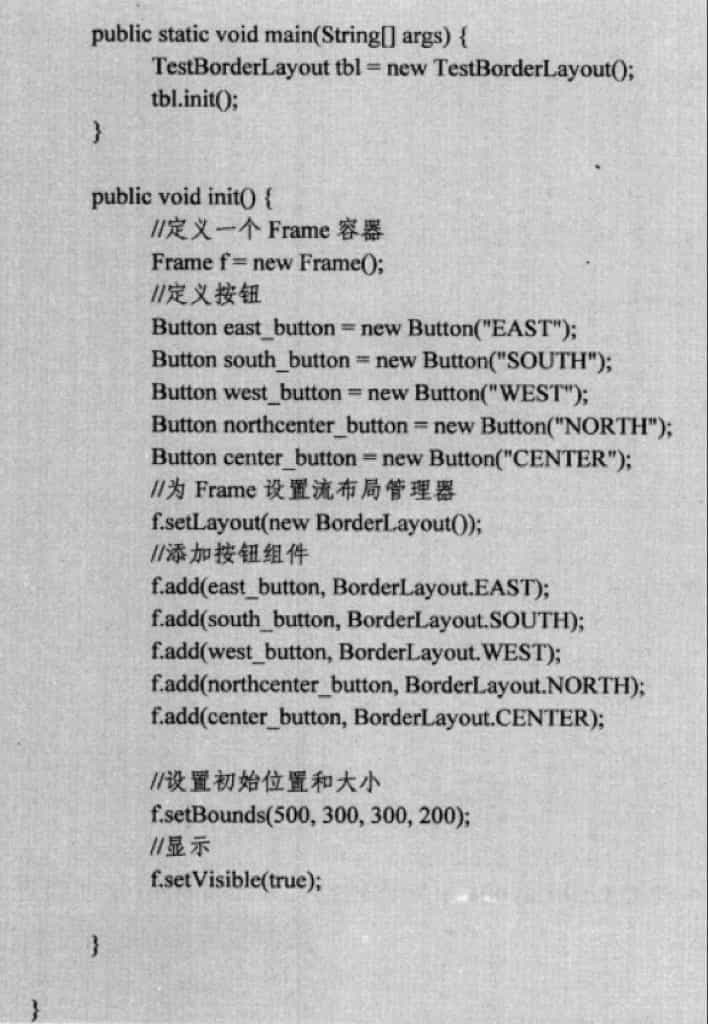 public static void main(String[] args) {
TestBorderLayout tbl = new TestBorderLayout();
tbl.init();
}
public void init() {
//定义一个 Frame 容器
Frame f = new Frame();
//定义按钮
Button east_button = new Button("EAST");
Button south_button = new Button("SOUTH");
Button west_button = new Button("WEST");
Button northcenter_button = new Button("NORTH");
Button center_button = new Button("CENTER");
//为 Frame 设置流布局管理器
f.setLayout(new BorderLayout());
//添加按钮组件
f.add(east_button, BorderLayout.EAST);
f.add(south_button, BorderLayout.SOUTH);
f.add(west_button, BorderLayout.WEST);
f.add(northcenter_button, BorderLayout.NORTH);
f.add(center_button, BorderLayout.CENTER);
//设置初始位置和大小
f.setBounds(500, 300, 300, 200);
//显示
f.setVisible(true);
}
}